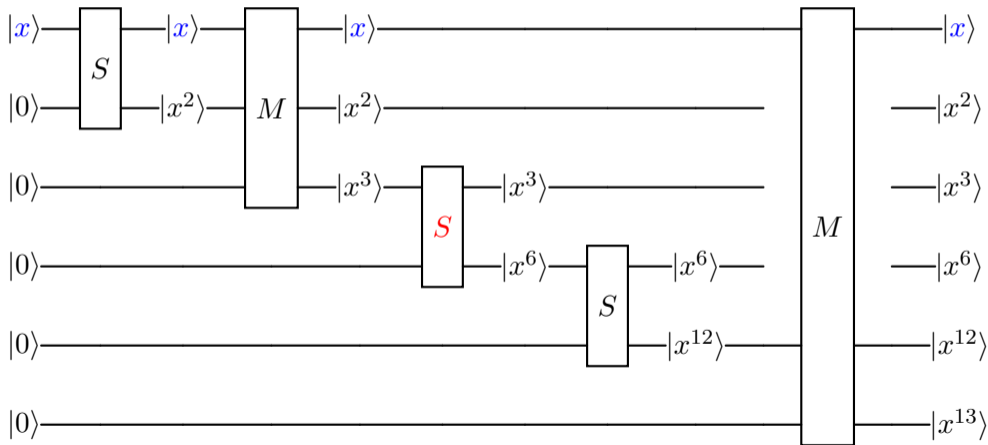 |x⟩ |x⟩ |x⟩ |x⟩
S
|0⟩ |x²⟩ M |x²⟩ |x²⟩
|0⟩ |x³⟩ |x³⟩ |x³⟩
S M
|0⟩ |x⁶⟩ |x⁶⟩ |x⁶⟩
S
|0⟩ |x¹²⟩ |x¹²⟩
|0⟩ |x¹³⟩